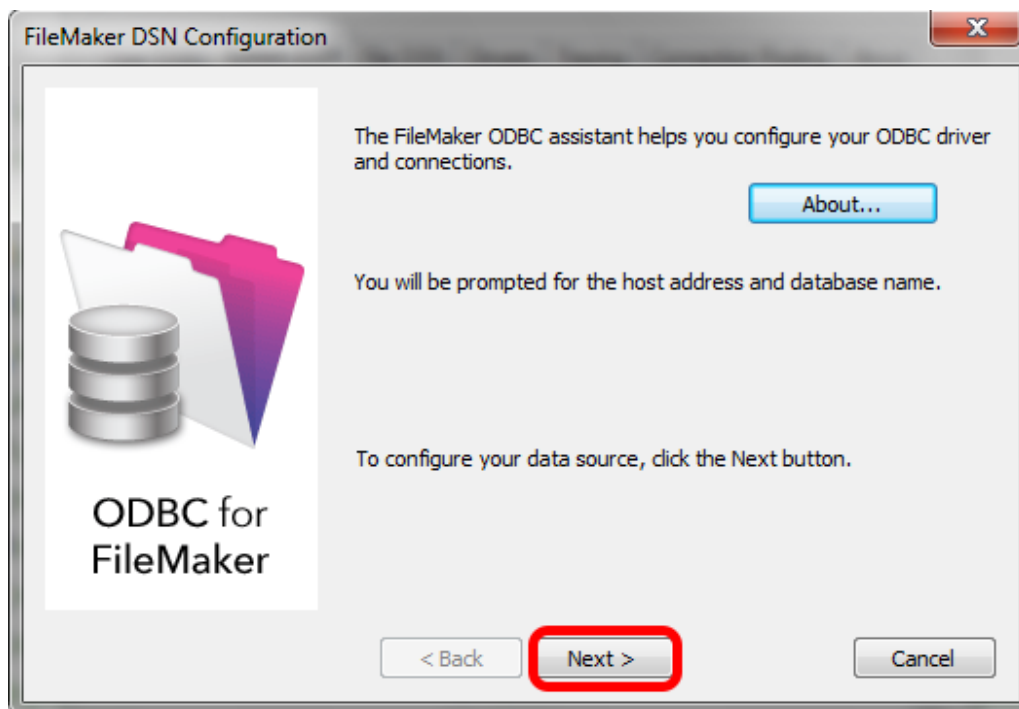 FileMaker DSN Configuration
The FileMaker ODBC assistant helps you configure your ODBC driver
and connections.
About...
You will be prompted for the host address and database name.
To configure your data source, click the Next button.
ODBC for
FileMaker
< Back
Next >
Cancel